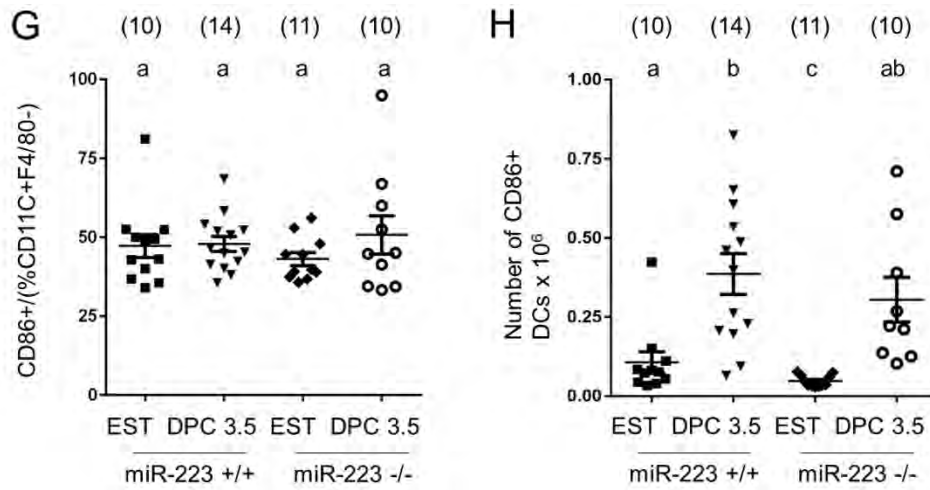 G
(10) (14) (11) (10)
a a a a
CD86+/(%CD11C+F4/80-)
100
75
50
25
0
EST DPC 3.5 EST DPC 3.5
miR-223 +/+ miR-223 -/-
H
(10) (14) (11) (10)
a b c ab
Number of CD86+
DCs x 10⁶
1.00
0.75
0.50
0.25
0.00
EST DPC 3.5 EST DPC 3.5
miR-223 +/+ miR-223 -/-